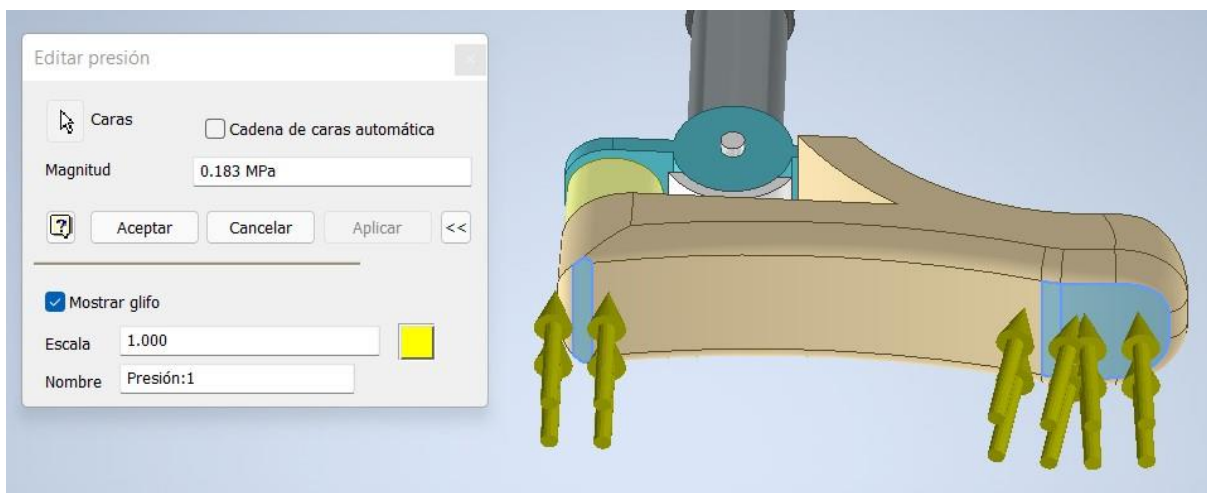 Editar presión
Caras
Cadena de caras automática
Magnitud
0.183 MPa
?
Aceptar
Cancelar
Aplicar
<<
Mostrar glifo
Escala
1.000
Nombre
Presión:1